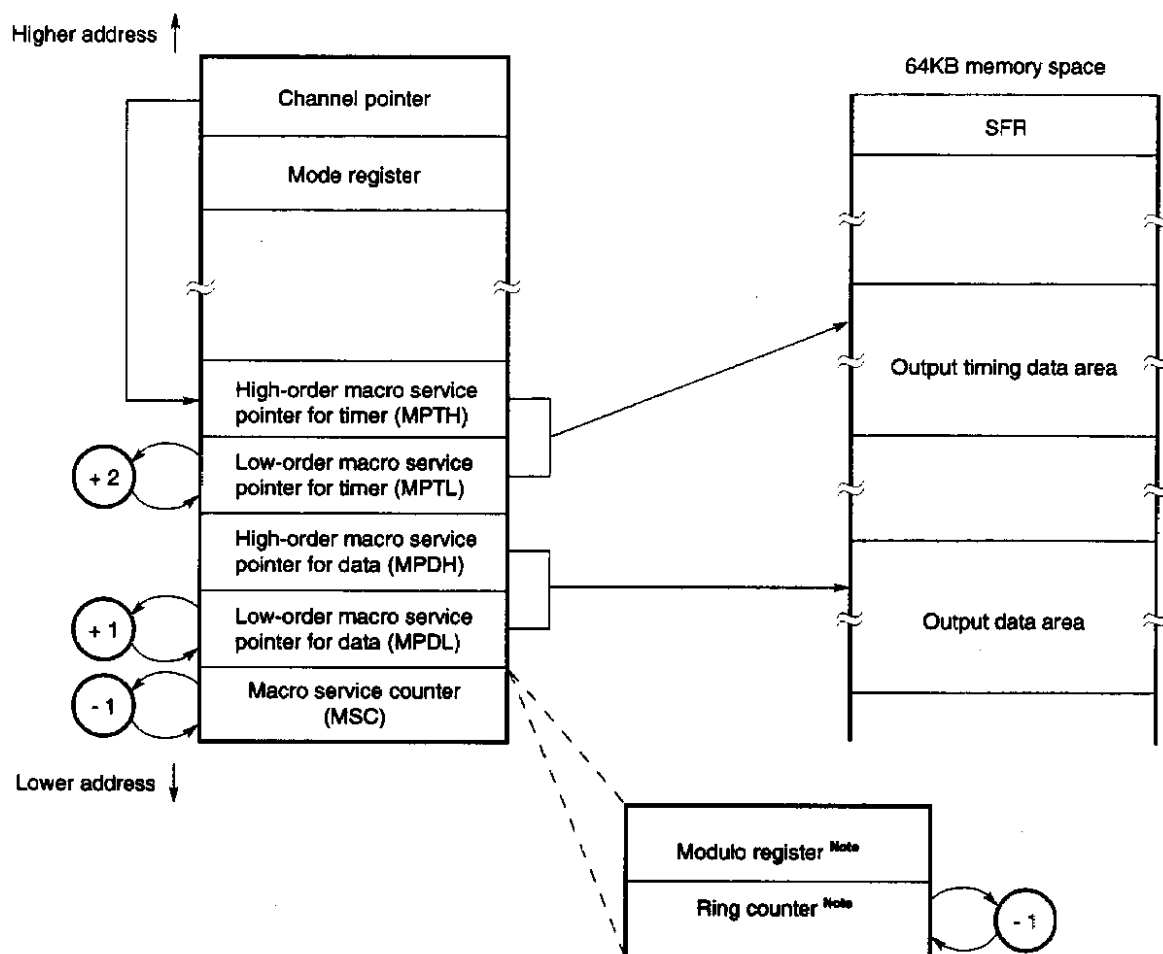 Higher address
Channel pointer
Mode register
High-order macro service
pointer for timer (MPTH)
Low-order macro service
pointer for timer (MPTL)
High-order macro service
pointer for data (MPDH)
Low-order macro service
pointer for data (MPDL)
Macro service counter
(MSC)
+ 2
+ 1
- 1
Lower address
64KB memory space
SFR
Output timing data area
Output data area
Modulo register Note
Ring counter Note
- 1